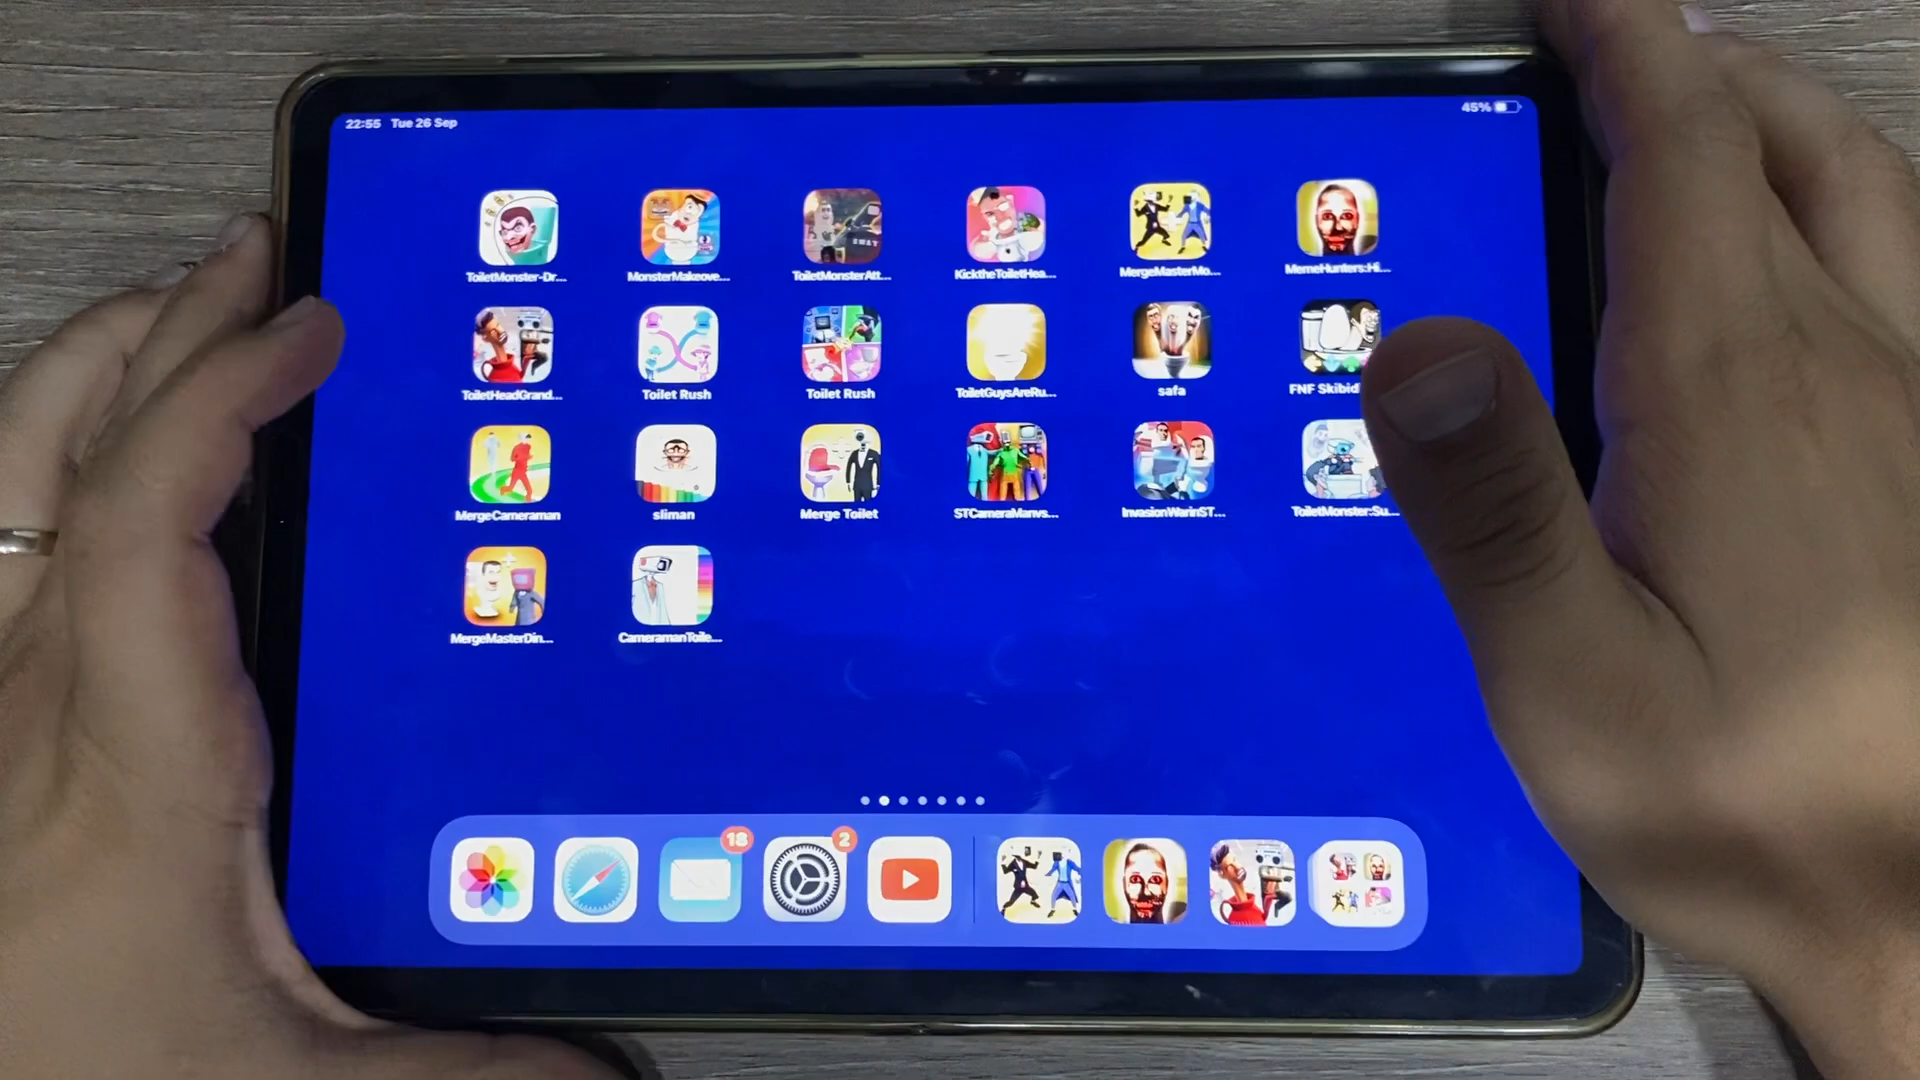 22:55 Tue 26 Sep
45%
ToiletMonster-Dr... MonsterMakeove... ToiletMonsterAtt... KicktheToiletHea... MergeMasterMo... MemeHunters:Hi...
ToiletHeadGrand... Toilet Rush Toilet Rush ToiletGuysAreRu... safa FNF Skibid
MergeCameraman sliman Merge Toilet STCameraManvs... InvasionWarinST... ToiletMonster:Su...
MergeMasterDin... CameramanToile...
18 2